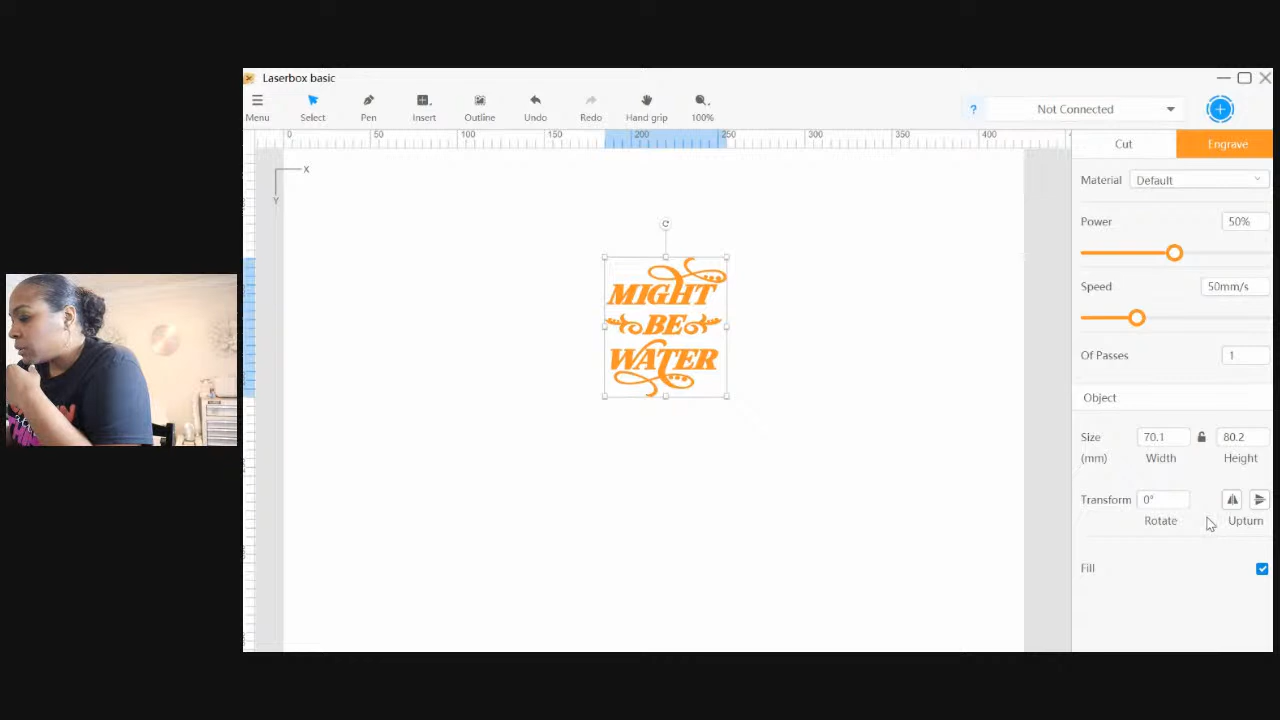 Laserbox basic
Menu Select Pen Insert Outline Undo Redo Hand grip 100%
? Not Connected
0 50 100 150 200 250 300 350 400
X
Y
Cut Engrave
Material Default
Power 50%
Speed 50mm/s
Of Passes 1
Object
Size 70.1 80.2
(mm) Width Height
Transform 0°
Rotate Upturn
Fill
MIGHT
BE
WATER